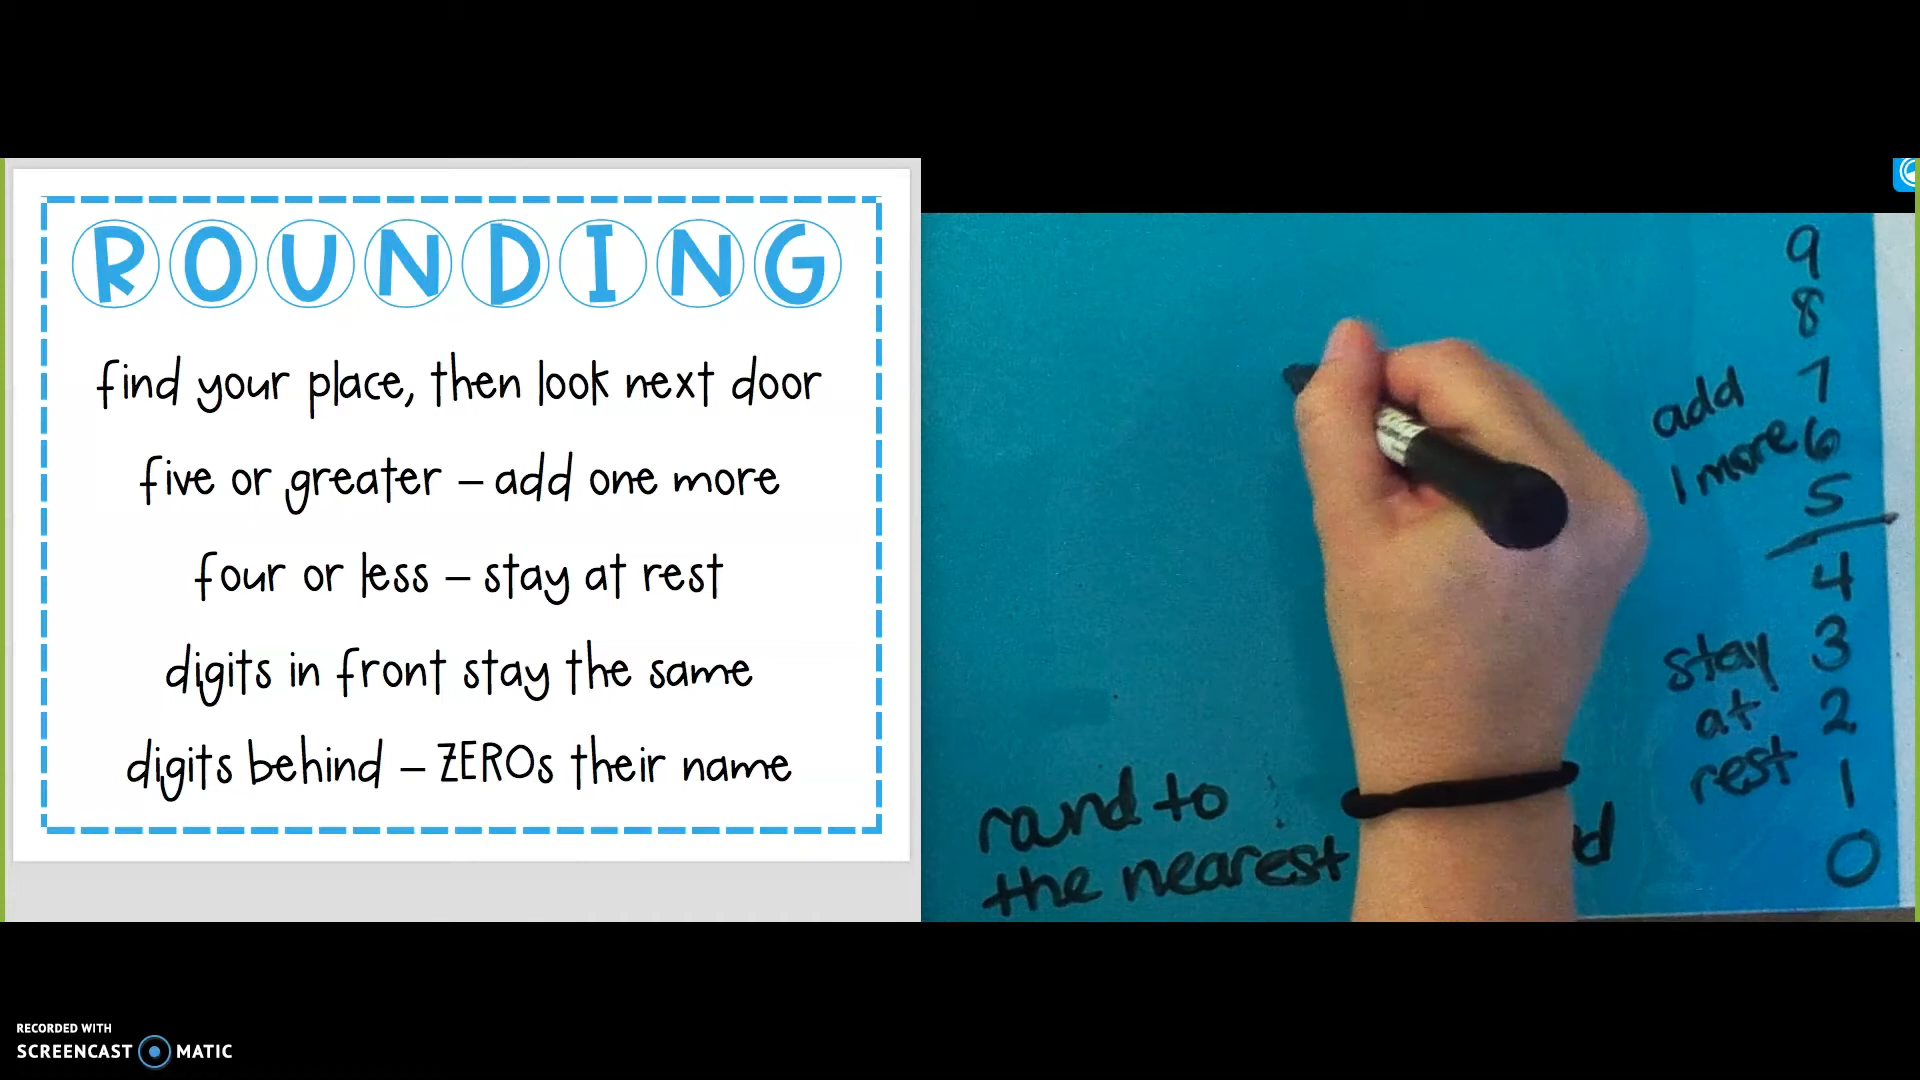 ROUNDING
find your place, then look next door
five or greater – add one more
four or less – stay at rest
digits in front stay the same
digits behind – ZEROs their name
9
8
7
add
1 more 6
5
4
stay 3
at 2
rest 1
0
round to
the nearest
RECORDED WITH
SCREENCAST MATIC